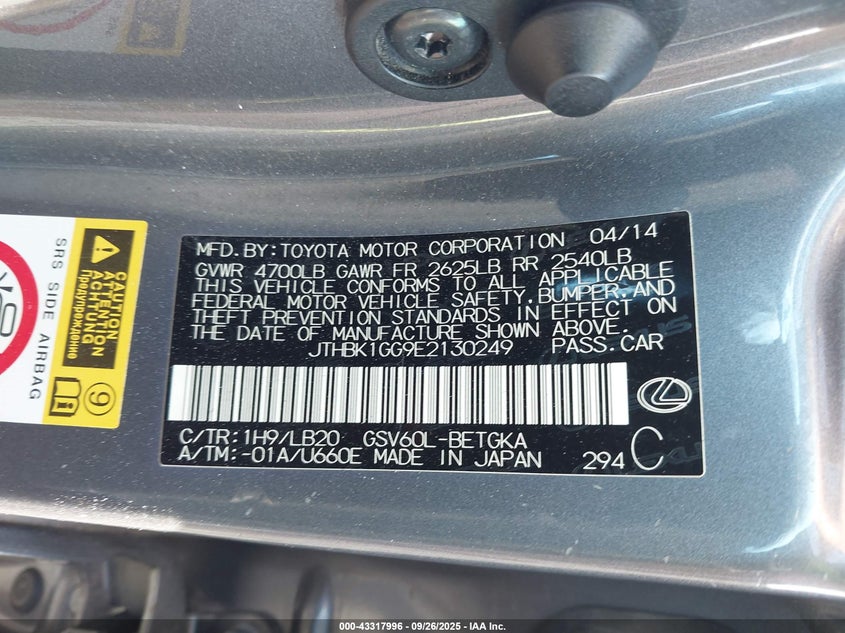 MFD. BY: TOYOTA MOTOR CORPORATION 04/14
GVWR 4700LB GAWR FR 2625LB RR 2540LB
THIS VEHICLE CONFORMS TO ALL APPLICABLE
FEDERAL MOTOR VEHICLE SAFETY, BUMPER, AND
THEFT PREVENTION STANDARDS IN EFFECT ON
THE DATE OF MANUFACTURE SHOWN ABOVE.
JTHBK1GG9E2130249 PASS. CAR
C/TR: 1H9/LB20 GSV60L-BETGKA
A/TM: -01A/U660E MADE IN JAPAN 294 C
SRS SIDE AIRBAG
CAUTION
ATTENTION
ACHTUNG
Предупреждение
9
000-43317996 - 09/26/2025 - IAA Inc.